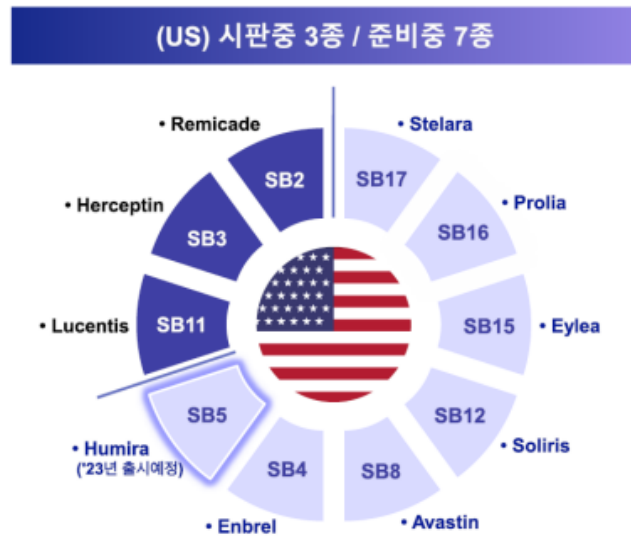 (US) 시판중 3종 / 준비중 7종
• Remicade
SB2
• Herceptin
SB3
• Lucentis
SB11
• Stelara
SB17
• Prolia
SB16
• Eylea
SB15
• Soliris
SB12
• Avastin
SB8
• Enbrel
SB4
• Humira
('23년 출시예정)
SB5